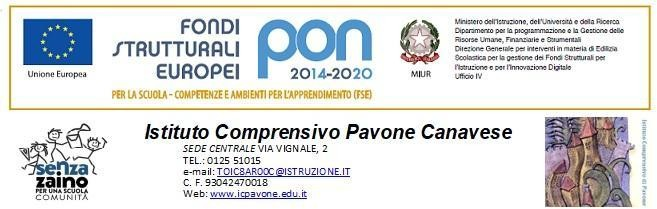 Unione Europea
FONDI
STRUTTURALI
EUROPEI
pon
2014-2020
MIUR
Ministero dell'Istruzione, dell'Università e della Ricerca
Dipartimento per la programmazione e la Gestione delle
Risorse Umane, Finanziarie e Strumentali
Direzione Generale per interventi in materia di Edilizia
Scolastica per la gestione dei Fondi Strutturali per
l'Istruzione e per l'Innovazione Digitale
Ufficio IV
PER LA SCUOLA - COMPETENZE E AMBIENTI PER L'APPRENDIMENTO (FSE)
senza
zaino
PER UNA SCUOLA
COMUNITÀ
Istituto Comprensivo Pavone Canavese
SEDE CENTRALE VIA VIGNALE, 2
TEL.: 0125 51015
e-mail: TOIC8AR00C@ISTRUZIONE.IT
C. F. 93042470018
Web: www.icpavone.edu.it
Istituto Comprensivo di Pavone